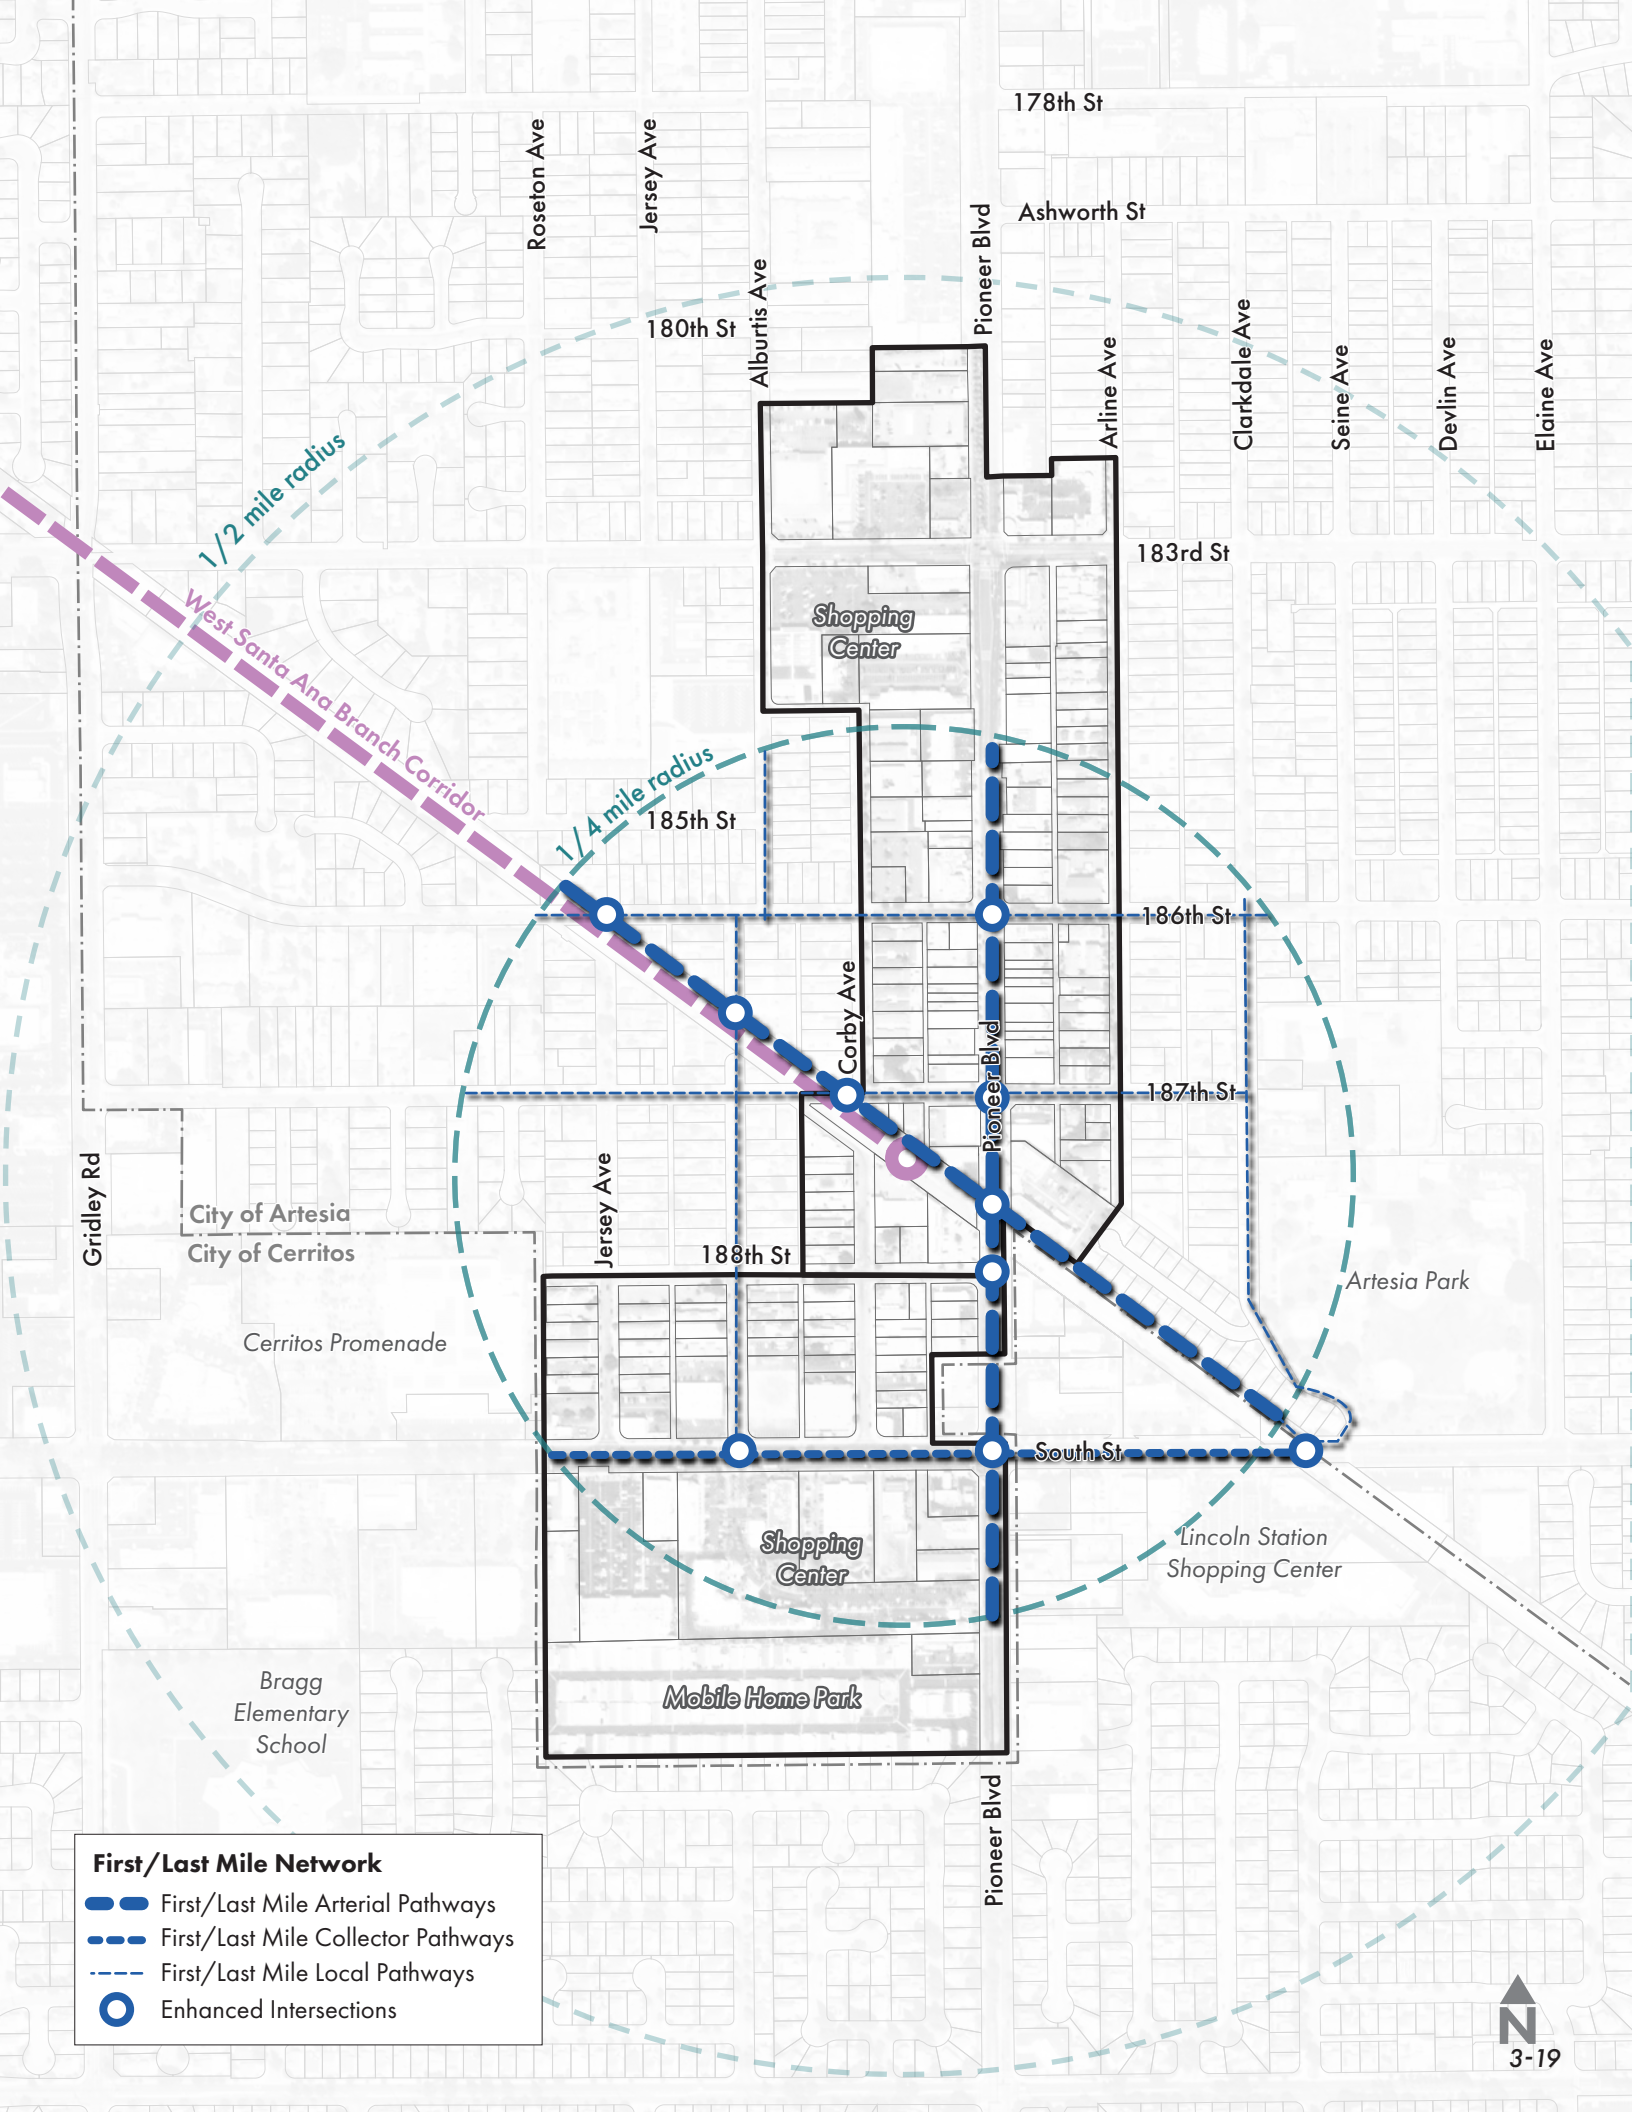 178th St
Roseton Ave
Jersey Ave
Pioneer Blvd
Ashworth St
Alburtis Ave
180th St
Clarkdale Ave
Arline Ave
Seine Ave
Devlin Ave
Elaine Ave
1/2 mile radius
183rd St
West Santa Ana Branch Corridor
Shopping
Center
1/4 mile radius
185th St
186th St
Corby Ave
Pioneer Blvd
187th St
Gridley Rd
Jersey Ave
City of Artesia
City of Cerritos
188th St
Artesia Park
Cerritos Promenade
South St
Shopping
Center
Lincoln Station
Shopping Center
Bragg
Elementary
School
Mobile Home Park
Pioneer Blvd
First/Last Mile Network
First/Last Mile Arterial Pathways
First/Last Mile Collector Pathways
First/Last Mile Local Pathways
Enhanced Intersections
N
3-19